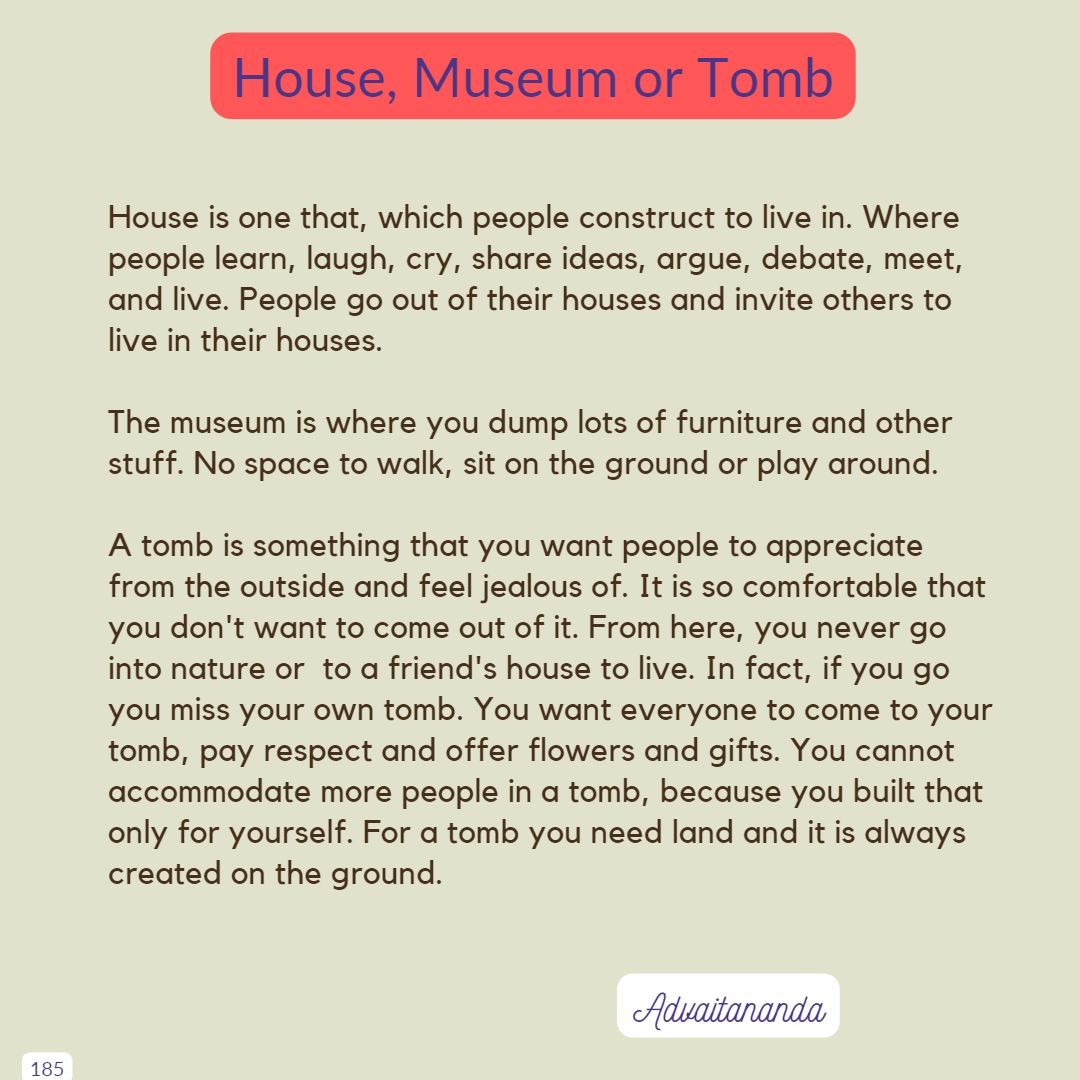 House, Museum or Tomb
House is one that, which people construct to live in. Where
people learn, laugh, cry, share ideas, argue, debate, meet,
and live. People go out of their houses and invite others to
live in their houses.
The museum is where you dump lots of furniture and other
stuff. No space to walk, sit on the ground or play around.
A tomb is something that you want people to appreciate
from the outside and feel jealous of. It is so comfortable that
you don't want to come out of it. From here, you never go
into nature or  to a friend's house to live. In fact, if you go
you miss your own tomb. You want everyone to come to your
tomb, pay respect and offer flowers and gifts. You cannot
accommodate more people in a tomb, because you built that
only for yourself. For a tomb you need land and it is always
created on the ground.
Advaitananda
185